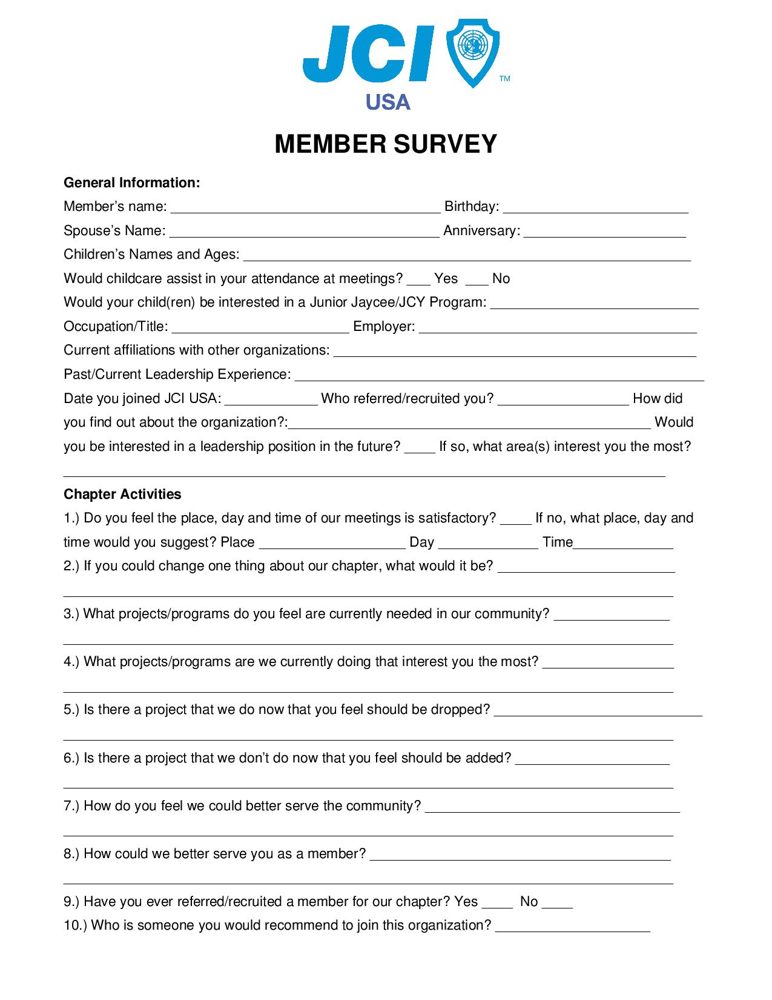 JCI
TM
USA
MEMBER SURVEY
General Information:
Member’s name: ___________________________________ Birthday: ________________________
Spouse’s Name: ___________________________________ Anniversary: _____________________
Children’s Names and Ages: __________________________________________________________
Would childcare assist in your attendance at meetings? ___ Yes ___ No
Would your child(ren) be interested in a Junior Jaycee/JCY Program: ___________________________
Occupation/Title: _______________________ Employer: ____________________________________
Current affiliations with other organizations: _______________________________________________
Past/Current Leadership Experience: _____________________________________________________
Date you joined JCI USA: ____________ Who referred/recruited you? _________________ How did
you find out about the organization?:_______________________________________________ Would
you be interested in a leadership position in the future? ____ If so, what area(s) interest you the most?
______________________________________________________________________________
Chapter Activities
1.) Do you feel the place, day and time of our meetings is satisfactory? ____ If no, what place, day and
time would you suggest? Place ___________________ Day _____________ Time_____________
2.) If you could change one thing about our chapter, what would it be? _______________________
_______________________________________________________________________________
3.) What projects/programs do you feel are currently needed in our community? _______________
_______________________________________________________________________________
4.) What projects/programs are we currently doing that interest you the most? _________________
_______________________________________________________________________________
5.) Is there a project that we do now that you feel should be dropped? ___________________________
_______________________________________________________________________________
6.) Is there a project that we don’t do now that you feel should be added? ____________________
_______________________________________________________________________________
7.) How do you feel we could better serve the community? _________________________________
_______________________________________________________________________________
8.) How could we better serve you as a member? _______________________________________
_______________________________________________________________________________
9.) Have you ever referred/recruited a member for our chapter? Yes ____ No ____
10.) Who is someone you would recommend to join this organization? ____________________